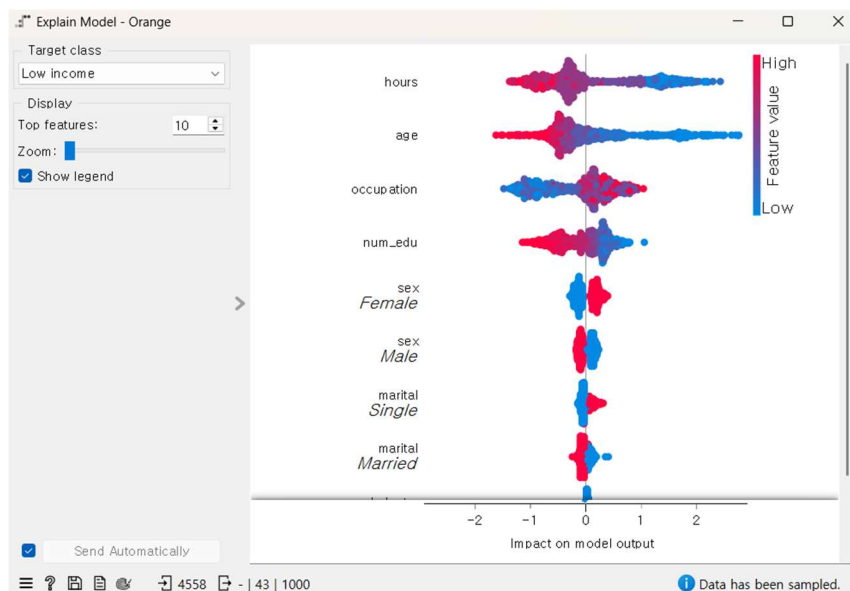 Explain Model - Orange
Target class
Low income
Display
Top features: 10
Zoom:
Show legend
Send Automatically
hours
age
occupation
num_edu
sex
Female
sex
Male
marital
Single
marital
Married
High
Feature value
Low
-2 -1 0 1 2
Impact on model output
4558 - | 43 | 1000
Data has been sampled.